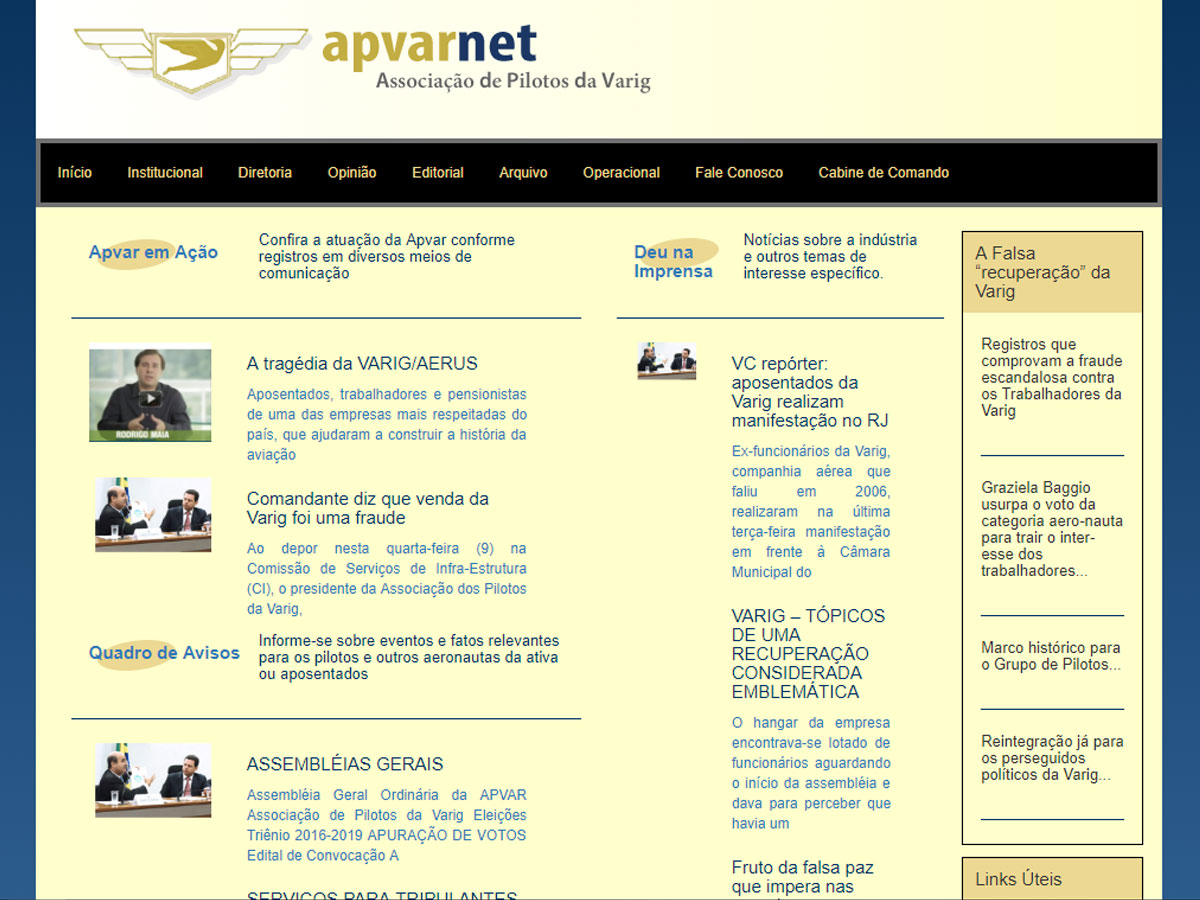 apvarnet
Associação de Pilotos da Varig
Início Institucional Diretoria Opinião Editorial Arquivo Operacional Fale Conosco Cabine de Comando
Apvar em Ação
Confira a atuação da Apvar conforme
registros em diversos meios de
comunicação
A tragédia da VARIG/AERUS
Aposentados, trabalhadores e pensionistas
de uma das empresas mais respeitadas do
país, que ajudaram a construir a história da
aviação
RODRIGO MAIA
Comandante diz que venda da
Varig foi uma fraude
Ao depor nesta quarta-feira (9) na
Comissão de Serviços de Infra-Estrutura
(CI), o presidente da Associação dos Pilotos
da Varig,
Quadro de Avisos
Informe-se sobre eventos e fatos relevantes
para os pilotos e outros aeronautas da ativa
ou aposentados
ASSEMBLÉIAS GERAIS
Assembléia Geral Ordinária da APVAR
Associação de Pilotos da Varig Eleições
Triênio 2016-2019 APURAÇÃO DE VOTOS
Edital de Convocação A
SERVIÇOS PARA TRIPULANTES
Deu na
Imprensa
Notícias sobre a indústria
e outros temas de
interesse específico.
VC repórter:
aposentados da
Varig realizam
manifestação no RJ
Ex-funcionários da Varig,
companhia aérea que
faliu em 2006,
realizaram na última
terça-feira manifestação
em frente à Câmara
Municipal do
VARIG – TÓPICOS
DE UMA
RECUPERAÇÃO
CONSIDERADA
EMBLEMÁTICA
O hangar da empresa
encontrava-se lotado de
funcionários aguardando
o início da assembléia e
dava para perceber que
havia um
Fruto da falsa paz
que impera nas
A Falsa
“recuperação” da
Varig
Registros que
comprovam a fraude
escandalosa contra
os Trabalhadores da
Varig
Graziela Baggio
usurpa o voto da
categoria aero-nauta
para trair o inter-
esse dos
trabalhadores...
Marco histórico para
o Grupo de Pilotos...
Reintegração já para
os perseguidos
políticos da Varig...
Links Úteis